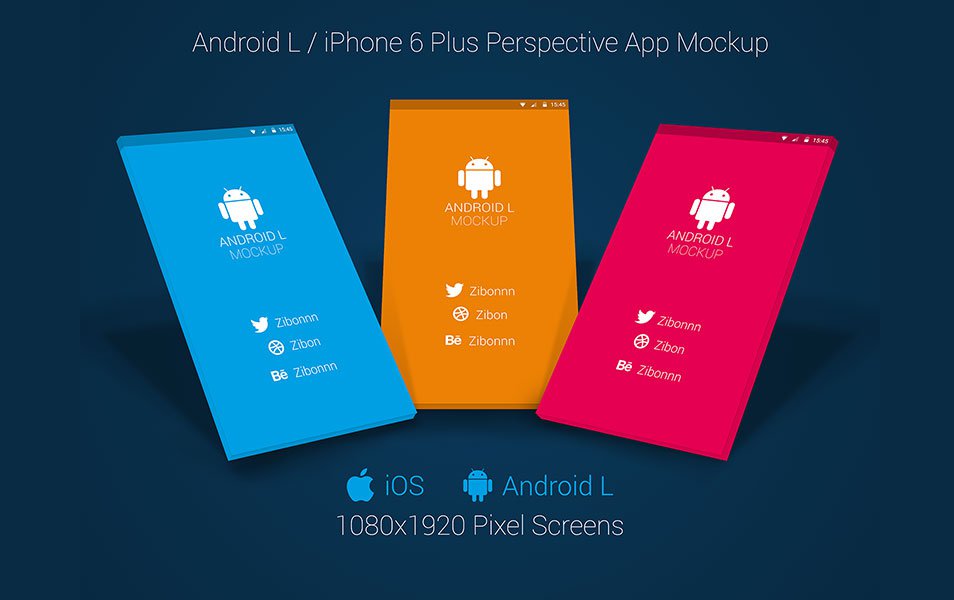 Android L / iPhone 6 Plus Perspective App Mockup
15:45
ANDROID L
MOCKUP
Zibonnn
Zibon
Bē Zibonnn
15:45
ANDROID L
MOCKUP
Zibonnn
Zibon
Bē Zibonnn
15:45
ANDROID L
MOCKUP
Zibonnn
Zibon
Bē Zibonnn
iOS Android L
1080x1920 Pixel Screens